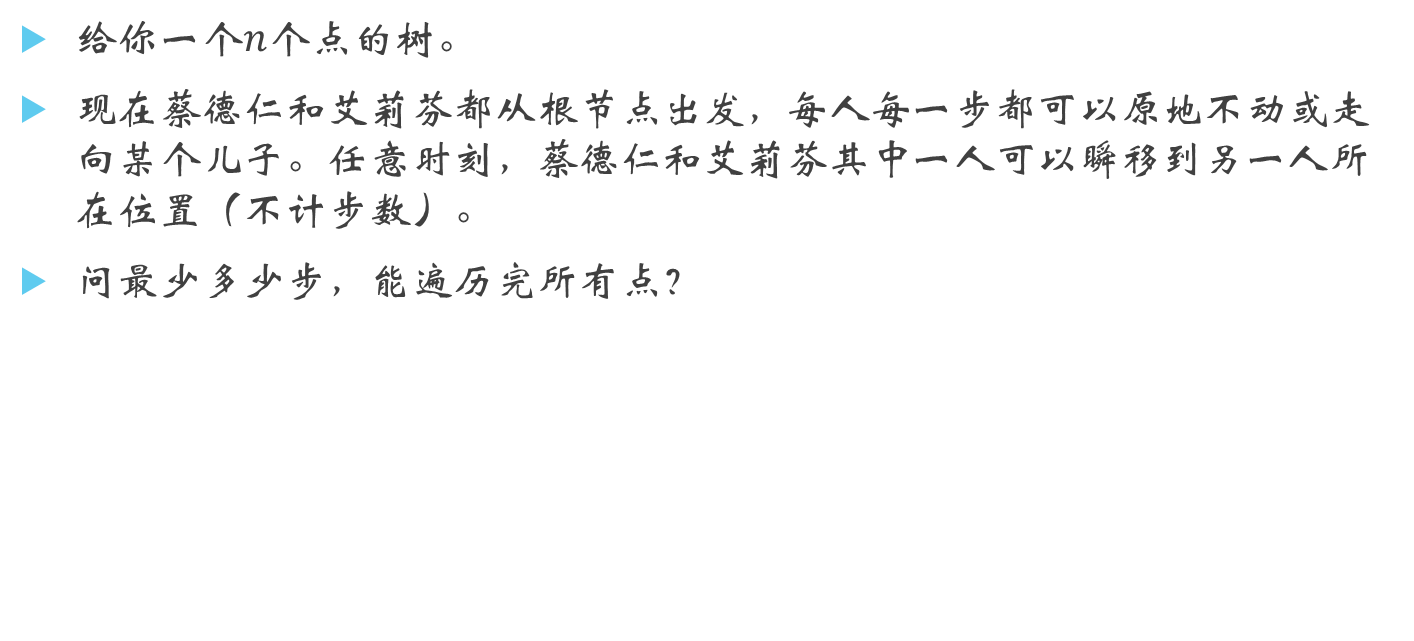 给你一个n个点的树。
现在蔡德仁和艾莉芬都从根节点出发，每人每一步都可以原地不动或走
向某个儿子。任意时刻，蔡德仁和艾莉芬其中一人可以瞬移到另一人所
在位置（不计步数）。
问最少多少步，能遍历完所有点？